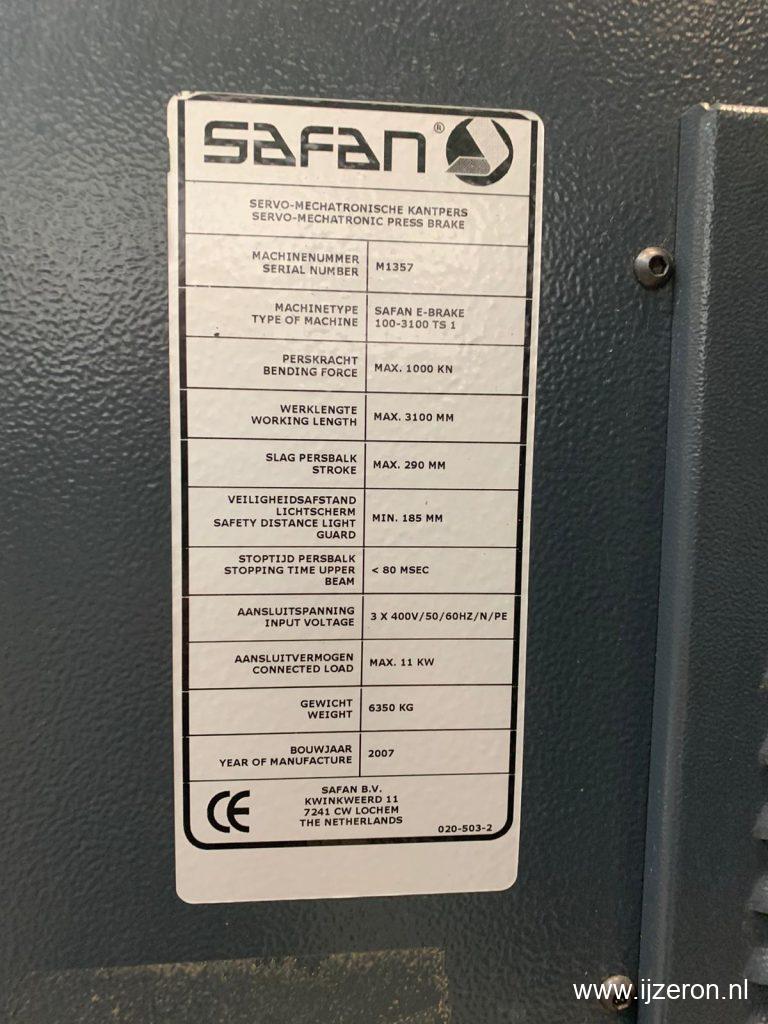 SAFAN®
SERVO-MECHATRONISCHE KANTPERS
SERVO-MECHATRONIC PRESS BRAKE
MACHINENUMMER
SERIAL NUMBER
M1357
MACHINETYPE
TYPE OF MACHINE
SAFAN E-BRAKE
100-3100 TS 1
PERSKRACHT
BENDING FORCE
MAX. 1000 KN
WERKLENGTE
WORKING LENGTH
MAX. 3100 MM
SLAG PERSBALK
STROKE
MAX. 290 MM
VEILIGHEIDSAFSTAND
LICHTSCHERM
SAFETY DISTANCE LIGHT
GUARD
MIN. 185 MM
STOPTIJD PERSBALK
STOPPING TIME UPPER
BEAM
< 80 MSEC
AANSLUITSPANNING
INPUT VOLTAGE
3 X 400V/50/60HZ/N/PE
AANSLUITVERMOGEN
CONNECTED LOAD
MAX. 11 KW
GEWICHT
WEIGHT
6350 KG
BOUWJAAR
YEAR OF MANUFACTURE
2007
CE
SAFAN B.V.
KWINKWEERD 11
7241 CW LOCHEM
THE NETHERLANDS
020-503-2
www.ijzeron.nl